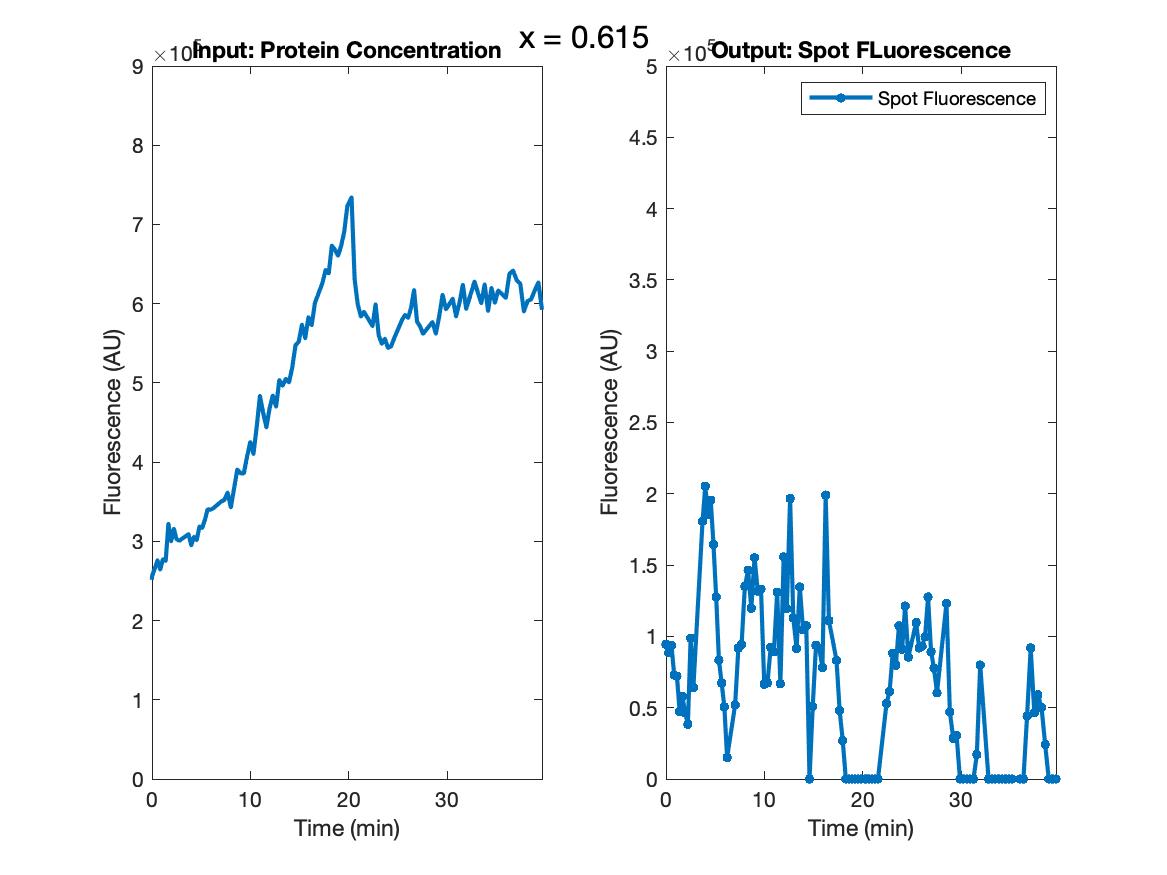 x = 0.615
×10⁵
Input: Protein Concentration
9
8
7
6
5
4
3
2
1
0
0 10 20 30
Fluorescence (AU)
Time (min)
×10⁵
Output: Spot FLuorescence
Spot Fluorescence
5
4.5
4
3.5
3
2.5
2
1.5
1
0.5
0
0 10 20 30
Fluorescence (AU)
Time (min)